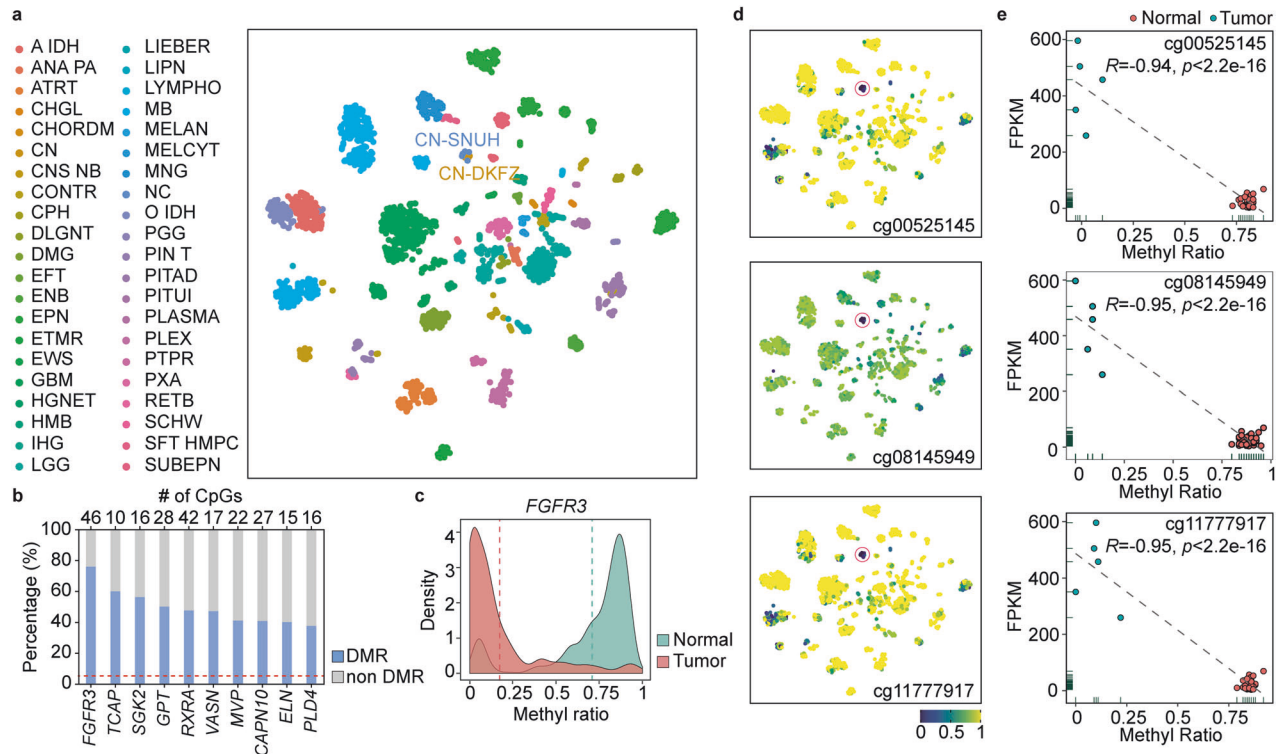 a
A IDH
ANA PA
ATRT
CHGL
CHORDM
CN
CNS NB
CONTR
CPH
DLGNT
DMG
EFT
ENB
EPN
ETMR
EWS
GBM
HGNET
HMB
IHG
LGG
LIEBER
LIPN
LYMPHO
MB
MELAN
MELCYT
MNG
NC
O IDH
PGG
PIN T
PITAD
PITUI
PLASMA
PLEX
PTPR
PXA
RETB
SCHW
SFT HMPC
SUBEPN
CN-SNUH
CN-DKFZ
b
# of CpGs
46 10 16 28 42 17 22 27 15 16
Percentage (%)
100
80
60
40
20
0
FGFR3
TCAP
SGK2
GPT
RXRA
VASN
MVP
CAPN10
ELN
PLD4
DMR
non DMR
c
FGFR3
Density
4
3
2
1
0
0 0.25 0.5 0.75 1
Methyl ratio
Normal
Tumor
d
cg00525145
cg08145949
cg11777917
0 0.5 1
e
Normal Tumor
cg00525145
R=-0.94, p<2.2e-16
FPKM
600
400
200
0
0 0.25 0.5 0.75
Methyl Ratio
cg08145949
R=-0.95, p<2.2e-16
FPKM
600
400
200
0
0 0.25 0.5 0.75 1
Methyl Ratio
cg11777917
R=-0.95, p<2.2e-16
FPKM
600
400
200
0
0 0.25 0.5 0.75
Methyl Ratio